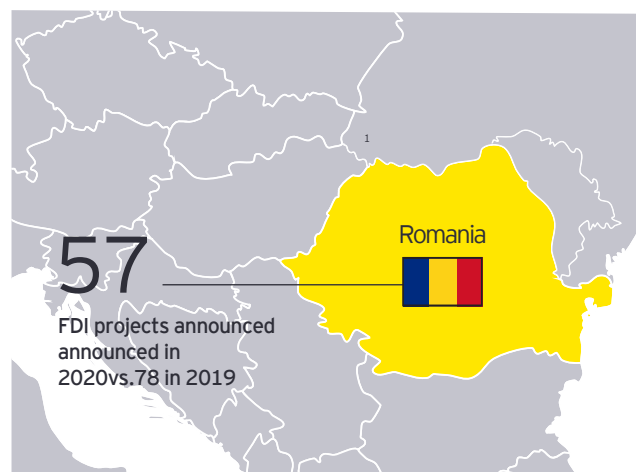 1
Romania
57
FDI projects announced
announced in
2020vs.78 in 2019